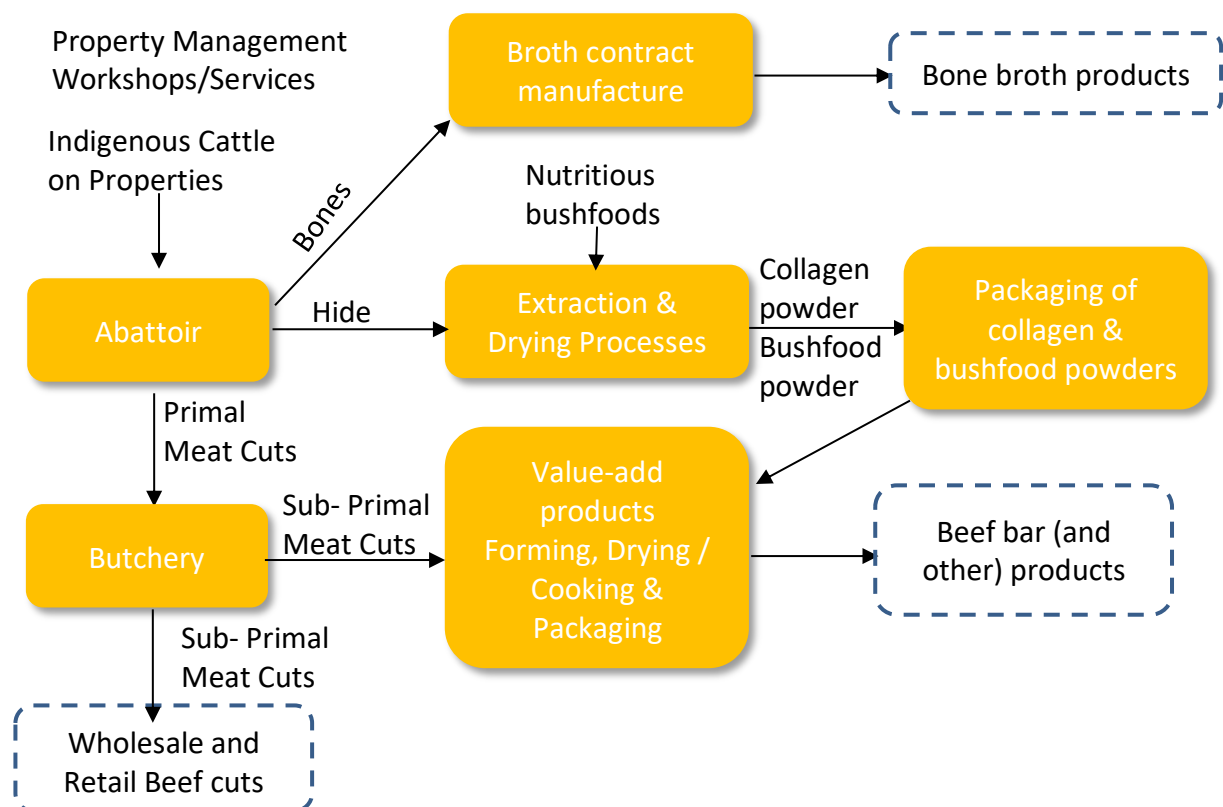 Property Management
Workshops/Services
Indigenous Cattle
on Properties
Broth contract
manufacture
Bone broth products
Bones
Nutritious
bushfoods
Abattoir
Hide
Extraction &
Drying Processes
Collagen
powder
Bushfood
powder
Packaging of
collagen &
bushfood powders
Primal
Meat Cuts
Butchery
Sub- Primal
Meat Cuts
Value-add
products
Forming, Drying /
Cooking &
Packaging
Beef bar (and
other) products
Sub- Primal
Meat Cuts
Wholesale and
Retail Beef cuts